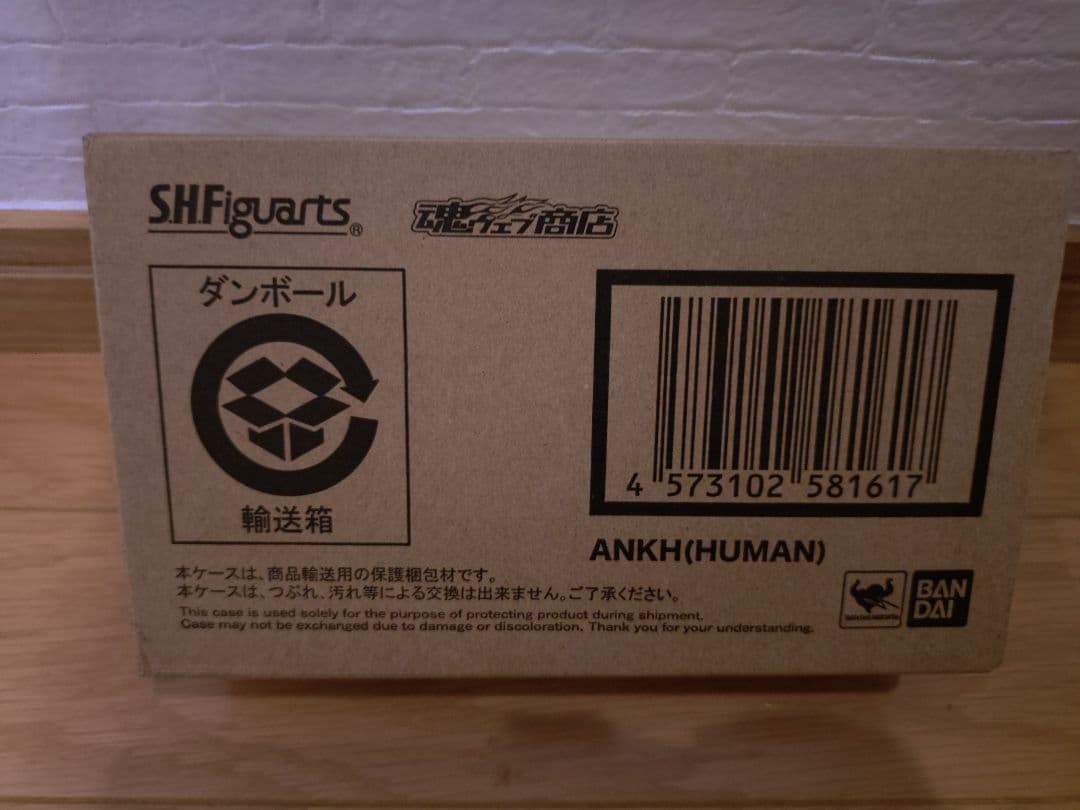 S.H.Figuarts®
魂ウェブ商店
ダンボール
輸送箱
4 573102 581617
ANKH(HUMAN)
本ケースは、商品輸送用の保護梱包材です。
本ケースは、つぶれ、汚れ等による交換は出来ません。ご了承ください。
This case is used solely for the purpose of protecting product during shipment.
Case may not be exchanged due to damage or discoloration. Thank you for your understanding.
BAN
DAI